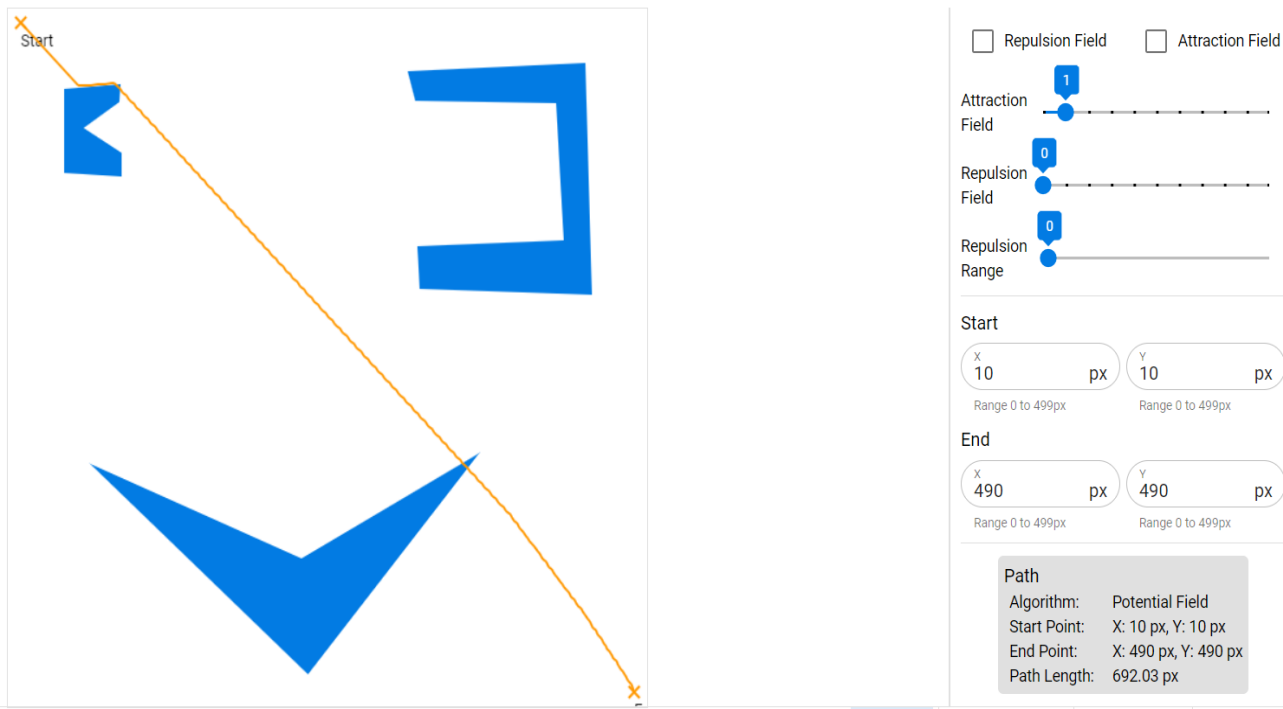 Start
Repulsion Field
Attraction Field
1
Attraction
Field
0
Repulsion
Field
0
Repulsion
Range
Start
X
10 px
Y
10 px
Range 0 to 499px
Range 0 to 499px
End
X
490 px
Y
490 px
Range 0 to 499px
Range 0 to 499px
Path
Algorithm: Potential Field
Start Point: X: 10 px, Y: 10 px
End Point: X: 490 px, Y: 490 px
Path Length: 692.03 px